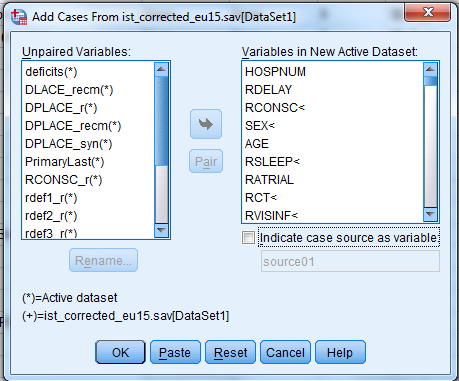 Add Cases From ist_corrected_eu15.sav[DataSet1]
Unpaired Variables:
deficits(*)
DLACE_recm(*)
DPLACE_r(*)
DPLACE_recm(*)
DPLACE_syn(*)
PrimaryLast(*)
RCONSC_r(*)
rdef1_r(*)
rdef2_r(*)
rdef3_r(*)
Rename...
Pair
Variables in New Active Dataset:
HOSPNUM
RDELAY
RCONSC<
SEX<
AGE
RSLEEP<
RATRIAL
RCT<
RVISINF<
Indicate case source as variable
source01
(*)=Active dataset
(+)=ist_corrected_eu15.sav[DataSet1]
OK Paste Reset Cancel Help